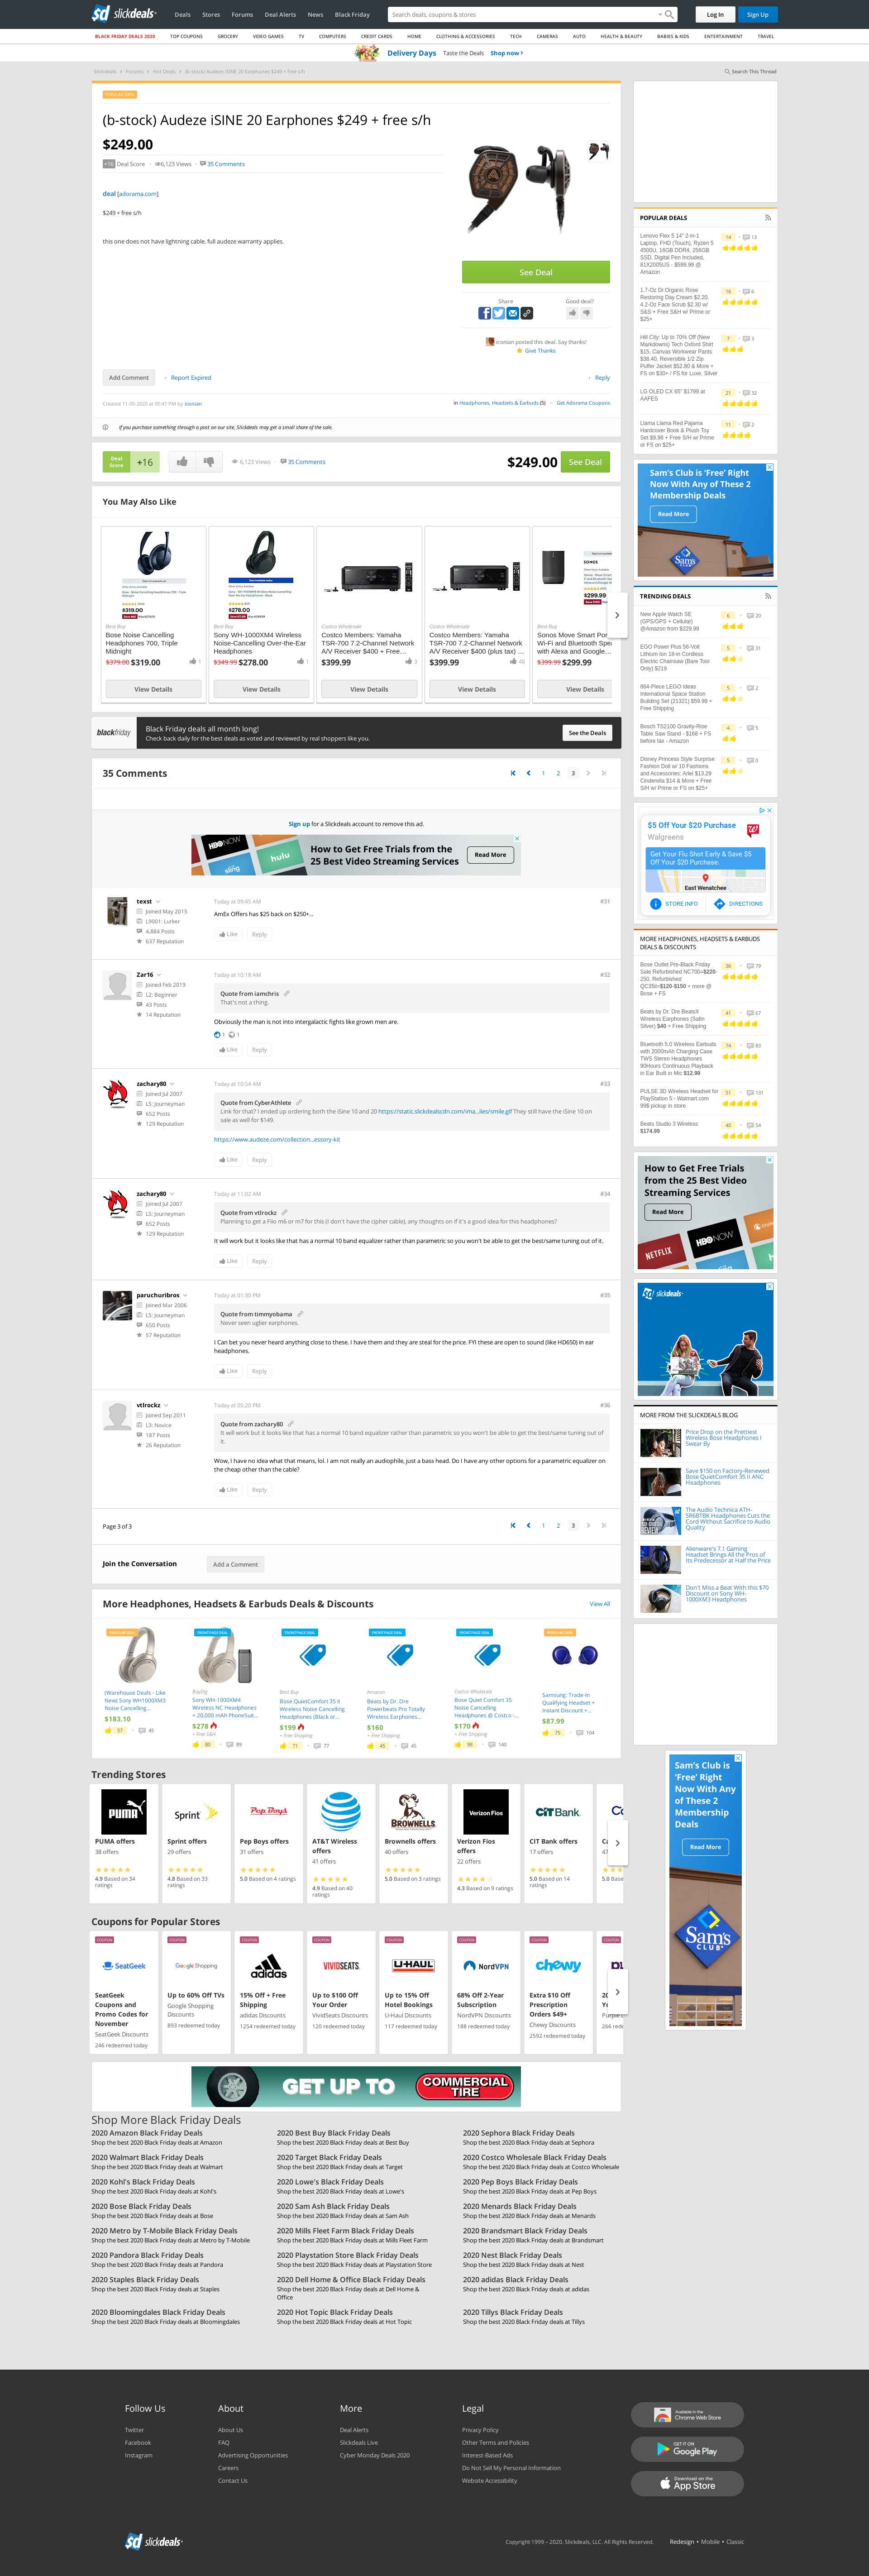 slickdeals
Deals
Stores
Forums
Deal Alerts
News
Black Friday
Search deals, coupons & stores
Log In
Sign Up
BLACK FRIDAY DEALS 2020
TOP COUPONS
GROCERY
VIDEO GAMES
TV
COMPUTERS
CREDIT CARDS
HOME
CLOTHING & ACCESSORIES
TECH
CAMERAS
AUTO
HEALTH & BEAUTY
BABIES & KIDS
ENTERTAINMENT
TRAVEL
Delivery Days Taste the Deals Shop now
Slickdeals Forums Hot Deals (b-stock) Audeze iSINE 20 Earphones $249 + free s/h
Search This Thread
POPULAR DEAL
(b-stock) Audeze iSINE 20 Earphones $249 + free s/h
$249.00
+16 Deal Score 6,123 Views 35 Comments
deal [adorama.com]
$249 + free s/h
this one does not have lightning cable, full audeze warranty applies.
See Deal
Share
Good deal?
iconian posted this deal. Say thanks!
Give Thanks
Add Comment
Report Expired
Reply
Created 11-05-2020 at 05:47 PM by iconian
in Headphones, Headsets & Earbuds (5) Get Adorama Coupons
If you purchase something through a post on our site, Slickdeals may get a small share of the sale.
Deal Score +16
6,123 Views 35 Comments
$249.00
See Deal
You May Also Like
Best Buy
Bose Noise Cancelling Headphones 700, Triple Midnight
$379.00 $319.00 1
View Details
Best Buy
Sony WH-1000XM4 Wireless Noise-Cancelling Over-the-Ear Headphones
$349.99 $278.00 1
View Details
Costco Wholesale
Costco Members: Yamaha TSR-700 7.2-Channel Network A/V Receiver $400 + Free…
$399.99 3
View Details
Costco Wholesale
Costco Members: Yamaha TSR-700 7.2-Channel Network A/V Receiver $400 (plus tax) …
$399.99 48
View Details
Best Buy
Sonos Move Smart Por
Wi-Fi and Bluetooth Spea
with Alexa and Google…
$399.99 $299.99
View Details
blackfriday
Black Friday deals all month long!
Check back daily for the best deals as voted and reviewed by real shoppers like you.
See the Deals
35 Comments
1 2 3
Sign up for a Slickdeals account to remove this ad.
HBO NOW sling hulu
How to Get Free Trials from the
25 Best Video Streaming Services
Read More
texst
Joined May 2015
L9001: Lurker
4,884 Posts
637 Reputation
Today at 09:45 AM
#31
AmEx Offers has $25 back on $250+...
Like Reply
Zar16
Joined Feb 2019
L2: Beginner
43 Posts
14 Reputation
Today at 10:18 AM
#32
Quote from iamchris
That's not a thing.
Obviously the man is not into intergalactic fights like grown men are.
1 1
Like Reply
zachary80
Joined Jul 2007
L5: Journeyman
652 Posts
129 Reputation
Today at 10:54 AM
#33
Quote from CyberAthlete
Link for that? I ended up ordering both the iSine 10 and 20 https://static.slickdealscdn.com/ima...lies/smile.gif They still have the iSine 10 on
sale as well for $149.
https://www.audeze.com/collection...essory-kit
Like Reply
zachary80
Joined Jul 2007
L5: Journeyman
652 Posts
129 Reputation
Today at 11:02 AM
#34
Quote from vtlrockz
Planning to get a Fiio m6 or m7 for this (I don't have the cipher cable), any thoughts on if it's a good idea for this headphones?
It will work but it looks like that has a normal 10 band equalizer rather than parametric so you won't be able to get the best/same tuning out of it.
Like Reply
paruchuribros
Joined Mar 2006
L5: Journeyman
650 Posts
57 Reputation
Today at 01:30 PM
#35
Quote from timmyobama
Never seen uglier earphones.
I Can bet you never heard anything close to these. I have them and they are steal for the price. FYI these are open to sound (like HD650) in ear
headphones.
Like Reply
vtlrockz
Joined Sep 2011
L3: Novice
187 Posts
26 Reputation
Today at 05:20 PM
#36
Quote from zachary80
It will work but it looks like that has a normal 10 band equalizer rather than parametric so you won't be able to get the best/same tuning out of
it.
Wow, I have no idea what that means, lol. I am not really an audiophile, just a bass head. Do I have any other options for a parametric equalizer on
the cheap other than the cable?
Like Reply
Page 3 of 3
1 2 3
Join the Conversation
Add a Comment
More Headphones, Headsets & Earbuds Deals & Discounts
View All
POPULAR DEAL
(Warehouse Deals - Like New) Sony WH1000XM3 Noise Cancelling…
$183.10
57 45
FRONTPAGE DEAL
BuyDig
Sony WH-1000XM4 Wireless NC Headphones + 20,000 mAh PhoneSuit…
$278
+ Free S&H
80 89
FRONTPAGE DEAL
Best Buy
Bose QuietComfort 35 II Wireless Noise Cancelling Headphones (Black or…
$199
+ Free Shipping
71 77
FRONTPAGE DEAL
Amazon
Beats by Dr. Dre Powerbeats Pro Totally Wireless Earphones…
$160
+ Free Shipping
45 45
FRONTPAGE DEAL
Costco Wholesale
Bose Quiet Comfort 35 Noise Cancelling Headphones @ Costco -…
$170
+ Free Shipping
98 140
POPULAR DEAL
Samsung: Trade-In Qualifying Headset + Instant Discount +…
$87.99
75 104
Trending Stores
PUMA
PUMA offers
38 offers
4.9 Based on 34 ratings
Sprint
Sprint offers
29 offers
4.8 Based on 33 ratings
Pep Boys
Pep Boys offers
31 offers
5.0 Based on 4 ratings
AT&T Wireless offers
41 offers
4.9 Based on 40 ratings
BROWNELLS
Brownells offers
40 offers
5.0 Based on 3 ratings
Verizon Fios
Verizon Fios offers
22 offers
4.3 Based on 9 ratings
CIT Bank
CIT Bank offers
17 offers
5.0 Based on 14 ratings
Coupons for Popular Stores
COUPON
SeatGeek
SeatGeek Coupons and Promo Codes for November
SeatGeek Discounts
246 redeemed today
COUPON
Google Shopping
Up to 60% Off TVs
Google Shopping Discounts
893 redeemed today
COUPON
adidas
15% Off + Free Shipping
adidas Discounts
1254 redeemed today
COUPON
VIVIDSEATS
Up to $100 Off Your Order
VividSeats Discounts
120 redeemed today
COUPON
U-HAUL
Up to 15% Off Hotel Bookings
U-Haul Discounts
117 redeemed today
COUPON
NordVPN
68% Off 2-Year Subscription
NordVPN Discounts
188 redeemed today
COUPON
chewy
Extra $10 Off Prescription Orders $49+
Chewy Discounts
2592 redeemed today
COUPON
GET UP TO
COMMERCIAL TIRE
Shop More Black Friday Deals
2020 Amazon Black Friday Deals
Shop the best 2020 Black Friday deals at Amazon
2020 Best Buy Black Friday Deals
Shop the best 2020 Black Friday deals at Best Buy
2020 Sephora Black Friday Deals
Shop the best 2020 Black Friday deals at Sephora
2020 Walmart Black Friday Deals
Shop the best 2020 Black Friday deals at Walmart
2020 Target Black Friday Deals
Shop the best 2020 Black Friday deals at Target
2020 Costco Wholesale Black Friday Deals
Shop the best 2020 Black Friday deals at Costco Wholesale
2020 Kohl's Black Friday Deals
Shop the best 2020 Black Friday deals at Kohl's
2020 Lowe's Black Friday Deals
Shop the best 2020 Black Friday deals at Lowe's
2020 Pep Boys Black Friday Deals
Shop the best 2020 Black Friday deals at Pep Boys
2020 Bose Black Friday Deals
Shop the best 2020 Black Friday deals at Bose
2020 Sam Ash Black Friday Deals
Shop the best 2020 Black Friday deals at Sam Ash
2020 Menards Black Friday Deals
Shop the best 2020 Black Friday deals at Menards
2020 Metro by T-Mobile Black Friday Deals
Shop the best 2020 Black Friday deals at Metro by T-Mobile
2020 Mills Fleet Farm Black Friday Deals
Shop the best 2020 Black Friday deals at Mills Fleet Farm
2020 Brandsmart Black Friday Deals
Shop the best 2020 Black Friday deals at Brandsmart
2020 Pandora Black Friday Deals
Shop the best 2020 Black Friday deals at Pandora
2020 Playstation Store Black Friday Deals
Shop the best 2020 Black Friday deals at Playstation Store
2020 Nest Black Friday Deals
Shop the best 2020 Black Friday deals at Nest
2020 Staples Black Friday Deals
Shop the best 2020 Black Friday deals at Staples
2020 Dell Home & Office Black Friday Deals
Shop the best 2020 Black Friday deals at Dell Home &
Office
2020 adidas Black Friday Deals
Shop the best 2020 Black Friday deals at adidas
2020 Bloomingdales Black Friday Deals
Shop the best 2020 Black Friday deals at Bloomingdales
2020 Hot Topic Black Friday Deals
Shop the best 2020 Black Friday deals at Hot Topic
2020 Tillys Black Friday Deals
Shop the best 2020 Black Friday deals at Tillys
POPULAR DEALS
Lenovo Flex 5 14" 2-in-1 Laptop, FHD (Touch), Ryzen 5 4500U, 16GB DDR4, 256GB SSD, Digital Pen Included, 81X20005US - $599.99 @ Amazon
14 13
1.7-Oz Dr.Organic Rose Restoring Day Cream $2.20, 4.2-Oz Face Scrub $2.30 w/ S&S + Free S&H w/ Prime or $25+
16 6
Hill City: Up to 70% Off (New Markdowns) Tech Oxford Shirt $15, Canvas Workwear Pants $38.40, Reversible 1/2 Zip Puffer Jacket $52.80 & More + FS on $30+ / FS for Luxe, Silver
7 3
LG OLED CX 65" $1799 at AAFES
21 32
Llama Llama Red Pajama Hardcover Book & Plush Toy Set $9.98 + Free S/H w/ Prime or FS on $25+
11 2
Sam's Club is 'Free' Right
Now With Any of These 2
Membership Deals
Read More
TRENDING DEALS
New Apple Watch SE (GPS/GPS + Cellular) @Amazon from $229.99
6 20
EGO Power Plus 56-Volt Lithium Ion 18-in Cordless Electric Chainsaw (Bare Tool Only) $219
5 31
864-Piece LEGO Ideas International Space Station Building Set (21321) $59.99 + Free Shipping
5 2
Bosch TS2100 Gravity-Rise Table Saw Stand - $168 + FS before tax - Amazon
4 5
Disney Princess Style Surprise Fashion Doll w/ 10 Fashions and Accessories: Ariel $13.29 Cinderella $14 & More + Free S/H w/ Prime or FS on $25+
5 0
$5 Off Your $20 Purchase
Walgreens
Get Your Flu Shot Early & Save $5
Off Your $20 Purchase.
East Wenatchee
STORE INFO
DIRECTIONS
MORE HEADPHONES, HEADSETS & EARBUDS
DEALS & DISCOUNTS
Bose Outlet Pre-Black Friday Sale Refurbished NC700=$220-250, Refurbished QC35ii=$120-$150 + more @ Bose + FS
36 79
Beats by Dr. Dre BeatsX Wireless Earphones (Satin Silver) $40 + Free Shipping
41 67
Bluetooth 5.0 Wireless Earbuds with 2000mAh Charging Case TWS Stereo Headphones 90Hours Continuous Playback in Ear Built in Mic $12.99
74 83
PULSE 3D Wireless Headset for PlayStation 5 - Walmart.com 99$ pickup in store
51 131
Beats Studio 3 Wireless $174.99
40 54
How to Get Free Trials
from the 25 Best Video
Streaming Services
Read More
NETFLIX HBO NOW sling hulu
slickdeals
MORE FROM THE SLICKDEALS BLOG
Price Drop on the Prettiest Wireless Bose Headphones I Swear By
Save $150 on Factory-Renewed Bose QuietComfort 35 II ANC Headphones
The Audio Technica ATH-SR6BTBK Headphones Cuts the Cord Without Sacrifice to Audio Quality
Alienware's 7.1 Gaming Headset Brings All the Pros of Its Predecessor at Half the Price
Don't Miss a Beat With this $70 Discount on Sony WH-1000XM3 Headphones
Sam's Club is
'Free' Right
Now With Any
of These 2
Membership
Deals
Read More
Sam's CLUB
Follow Us
Twitter
Facebook
Instagram
About
About Us
FAQ
Advertising Opportunities
Careers
Contact Us
More
Deal Alerts
Slickdeals Live
Cyber Monday Deals 2020
Legal
Privacy Policy
Other Terms and Policies
Interest-Based Ads
Do Not Sell My Personal Information
Website Accessibility
Available in the
Chrome Web Store
GET IT ON
Google Play
Download on the
App Store
slickdeals
Copyright 1999 - 2020. Slickdeals, LLC. All Rights Reserved.
Redesign • Mobile • Classic